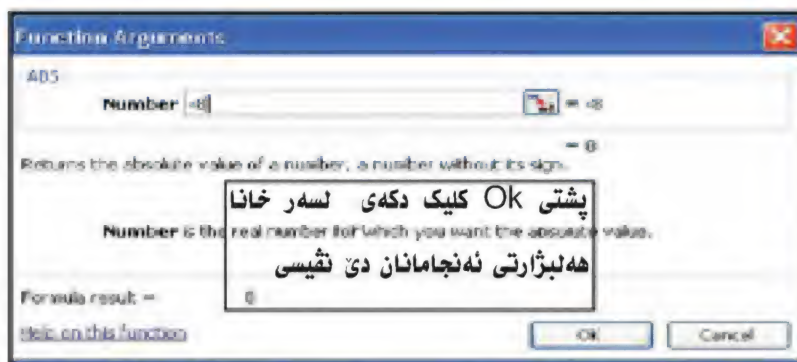 Function Arguments
ABS
Number -8 = -8
= 8
Returns the absolute value of a number, a number without its sign.
پشتی Ok کلیک دکەی لسەر خانا
Number is the real number for which you want the absolute value.
هەلبژارتی ئەنجامانان دێ نڤیسی
Formula result = 8
Help on this function
OK
Cancel